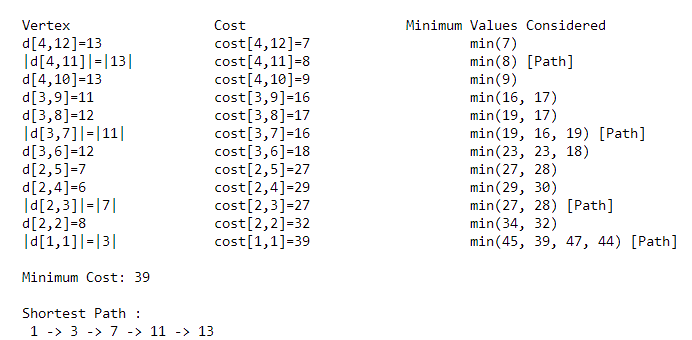 Vertex Cost Minimum Values Considered
d[4,12]=13 cost[4,12]=7 min(7)
|d[4,11]|=|13| cost[4,11]=8 min(8) [Path]
d[4,10]=13 cost[4,10]=9 min(9)
d[3,9]=11 cost[3,9]=16 min(16, 17)
d[3,8]=12 cost[3,8]=17 min(19, 17)
|d[3,7]|=|11| cost[3,7]=16 min(19, 16, 19) [Path]
d[3,6]=12 cost[3,6]=18 min(23, 23, 18)
d[2,5]=7 cost[2,5]=27 min(27, 28)
d[2,4]=6 cost[2,4]=29 min(29, 30)
|d[2,3]|=|7| cost[2,3]=27 min(27, 28) [Path]
d[2,2]=8 cost[2,2]=32 min(34, 32)
|d[1,1]|=|3| cost[1,1]=39 min(45, 39, 47, 44) [Path]
Minimum Cost: 39
Shortest Path :
1 -> 3 -> 7 -> 11 -> 13